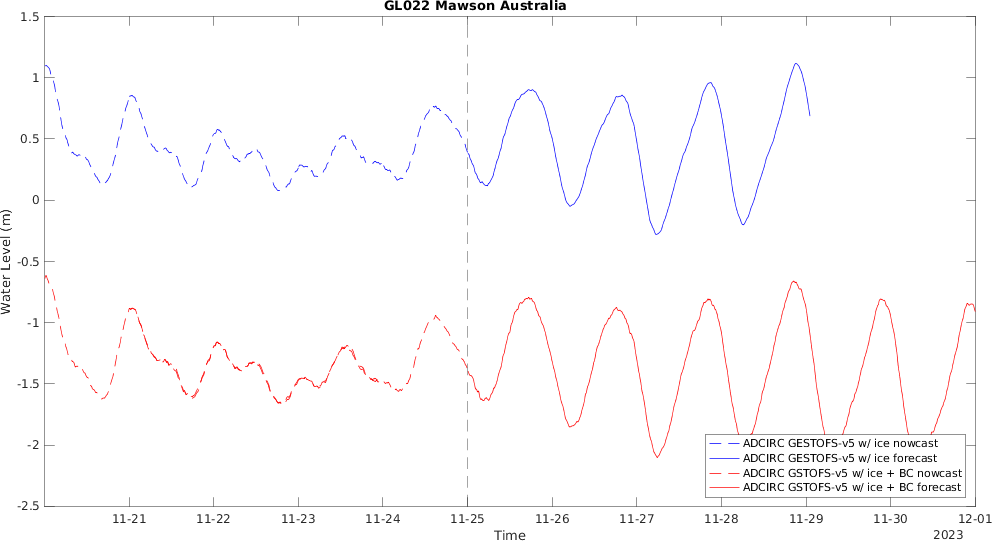 GL022 Mawson Australia
1.5
1
0.5
0
-0.5
-1
-1.5
-2
-2.5
Water Level (m)
ADCIRC GESTOFS-v5 w/ ice nowcast
ADCIRC GESTOFS-v5 w/ ice forecast
ADCIRC GSTOFS-v5 w/ ice + BC nowcast
ADCIRC GSTOFS-v5 w/ ice + BC forecast
11-21 11-22 11-23 11-24 11-25 11-26 11-27 11-28 11-29 11-30 12-01
Time
2023